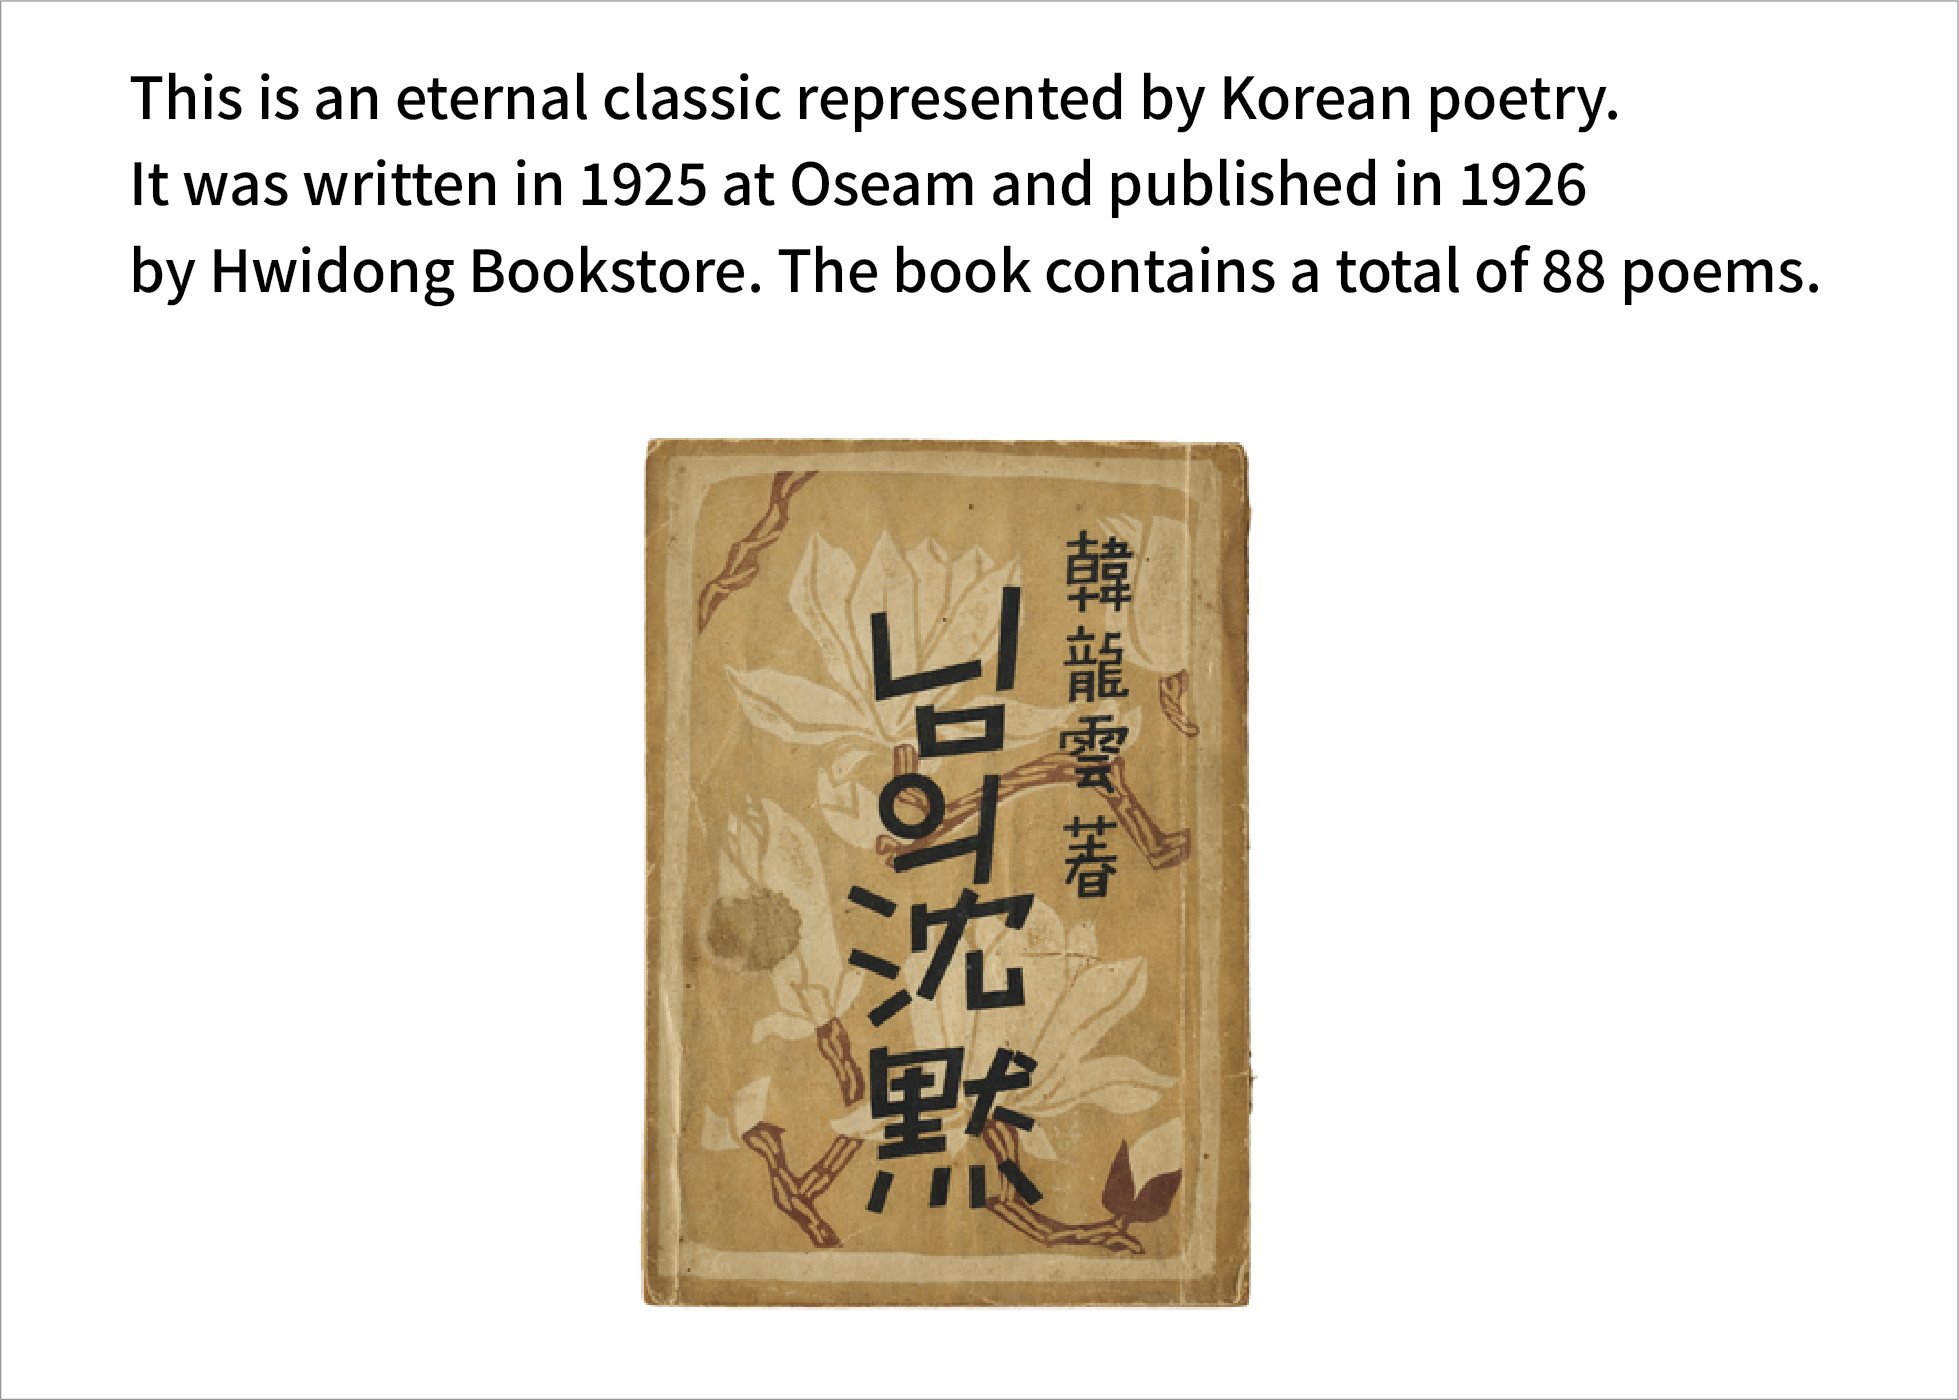 This is an eternal classic represented by Korean poetry.
It was written in 1925 at Oseam and published in 1926
by Hwidong Bookstore. The book contains a total of 88 poems.
韓龍雲 著
님의沈黙